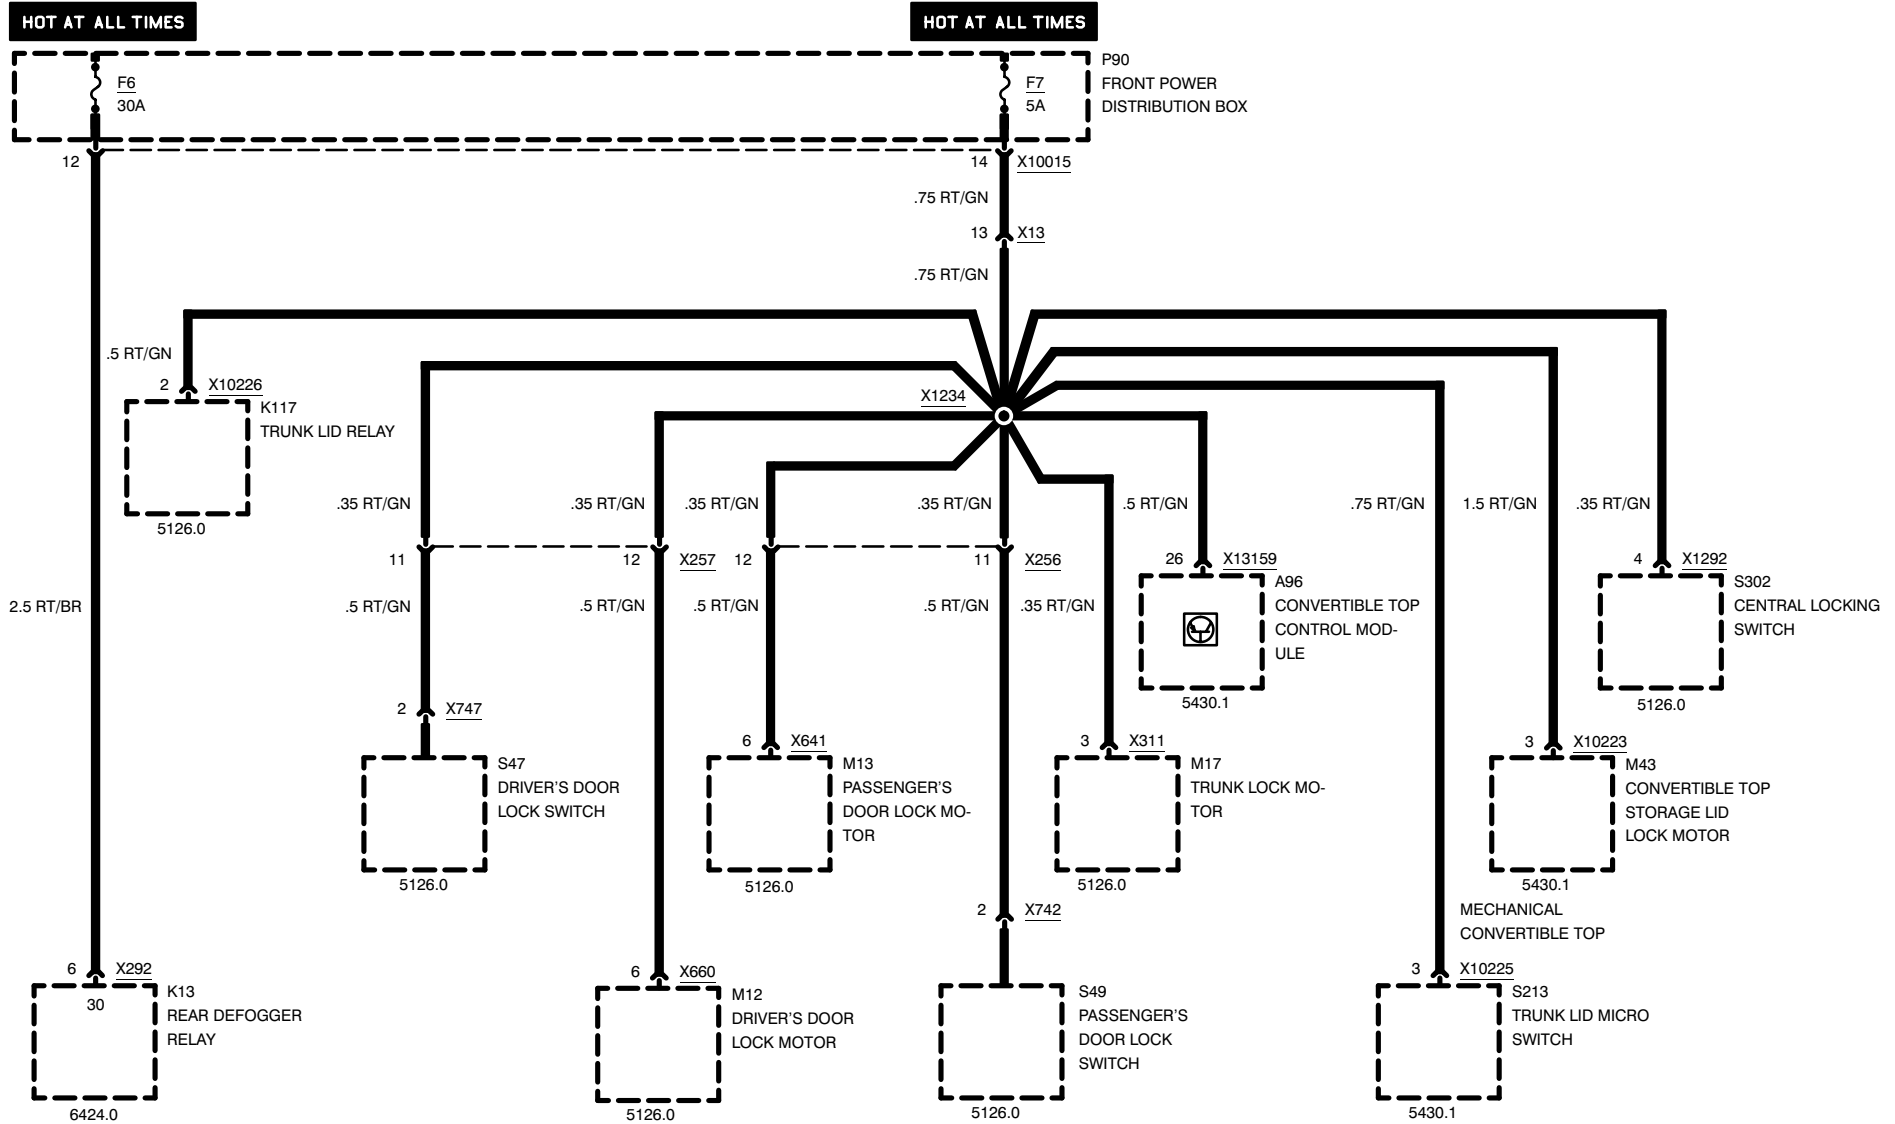 HOT AT ALL TIMES
HOT AT ALL TIMES
F6
30A
F7
5A
P90
FRONT POWER
DISTRIBUTION BOX
12
14 X10015
.75 RT/GN
13 X13
.75 RT/GN
.5 RT/GN
2 X10226
K117
TRUNK LID RELAY
5126.0
X1234
.35 RT/GN
.35 RT/GN
.35 RT/GN
.35 RT/GN
.5 RT/GN
.75 RT/GN
1.5 RT/GN
.35 RT/GN
11
12 X257
12
11 X256
26 X13159
4 X1292
A96
CONVERTIBLE TOP
CONTROL MOD-
ULE
5430.1
S302
CENTRAL LOCKING
SWITCH
5126.0
2.5 RT/BR
.5 RT/GN
.5 RT/GN
.5 RT/GN
.5 RT/GN
.35 RT/GN
2 X747
S47
DRIVER'S DOOR
LOCK SWITCH
5126.0
6 X641
M13
PASSENGER'S
DOOR LOCK MO-
TOR
5126.0
3 X311
M17
TRUNK LOCK MO-
TOR
5126.0
3 X10223
M43
CONVERTIBLE TOP
STORAGE LID
LOCK MOTOR
5430.1
2 X742
MECHANICAL
CONVERTIBLE TOP
6 X292
30
K13
REAR DEFOGGER
RELAY
6424.0
6 X660
M12
DRIVER'S DOOR
LOCK MOTOR
5126.0
S49
PASSENGER'S
DOOR LOCK
SWITCH
5126.0
3 X10225
S213
TRUNK LID MICRO
SWITCH
5430.1